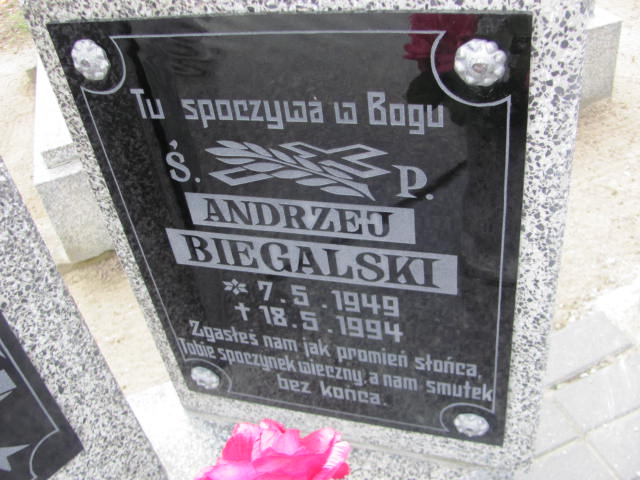 Tu spoczywa w Bogu
Ś. P.
ANDRZEJ
BIEGALSKI
* 7.5.1949
† 18.5.1994
Zgasłeś nam jak promień słońca,
Tobie spoczynek wieczny, a nam smutek
bez końca.